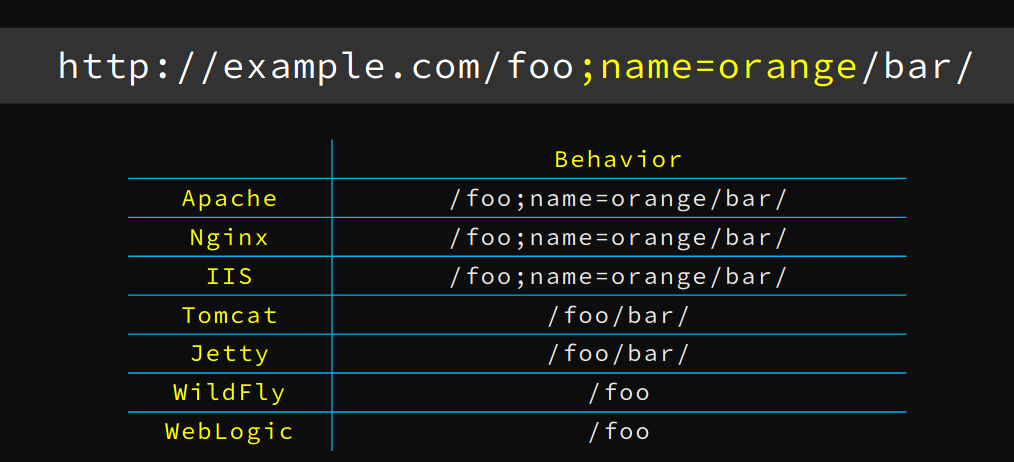 http://example.com/foo;name=orange/bar/
Behavior
Apache /foo;name=orange/bar/
Nginx /foo;name=orange/bar/
IIS /foo;name=orange/bar/
Tomcat /foo/bar/
Jetty /foo/bar/
WildFly /foo
WebLogic /foo